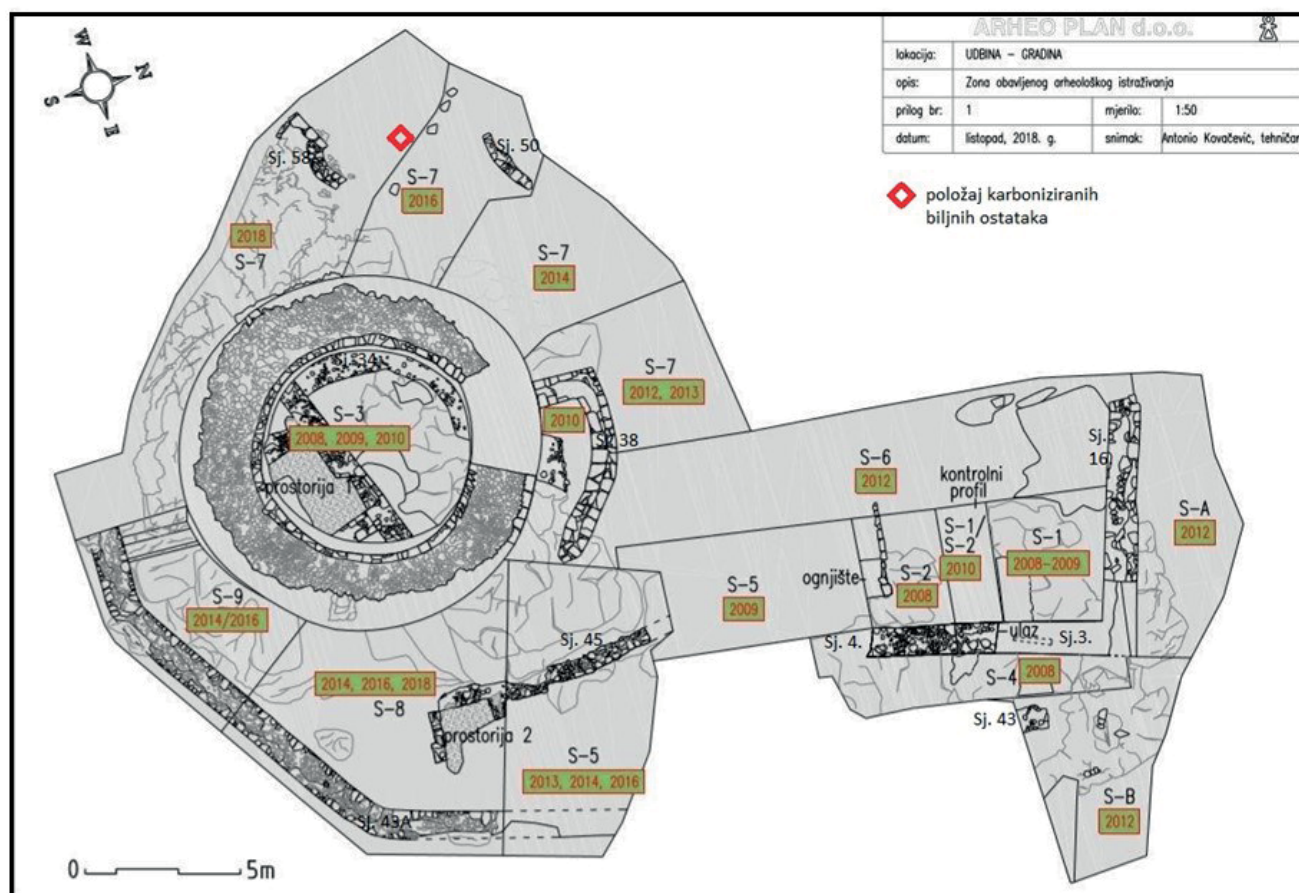 ARHEO PLAN d.o.o.
lokacija: UDBINA – GRADINA
opis: Zona obavljenog arheološkog istraživanja
prilog br: 1 mjerilo: 1:50
datum: listopad, 2018. g. snimak: Antonio Kovačević, tehničar
položaj karboniziranih
biljnih ostataka
W
N
S
E
Sj. 58
Sj. 50
S-7
2016
2018
S-7
S-7
2014
S-7
2012, 2013
Sj. 34
S-3
2008, 2009, 2010
prostorija 1
2010
Sj. 38
S-6
2012
kontrolni
profil
Sj.
16
S-A
2012
S-1/
S-2
2010
S-1
2008-2009
ognjište
S-2
2008
S-5
2009
S-9
2014/2016
Sj. 45
Sj. 4.
ulaz
Sj.3.
2014, 2016, 2018
S-8
S-4
2008
Sj. 43
prostorija 2
S-5
2013, 2014, 2016
S-B
2012
Sj. 43A
0 5m